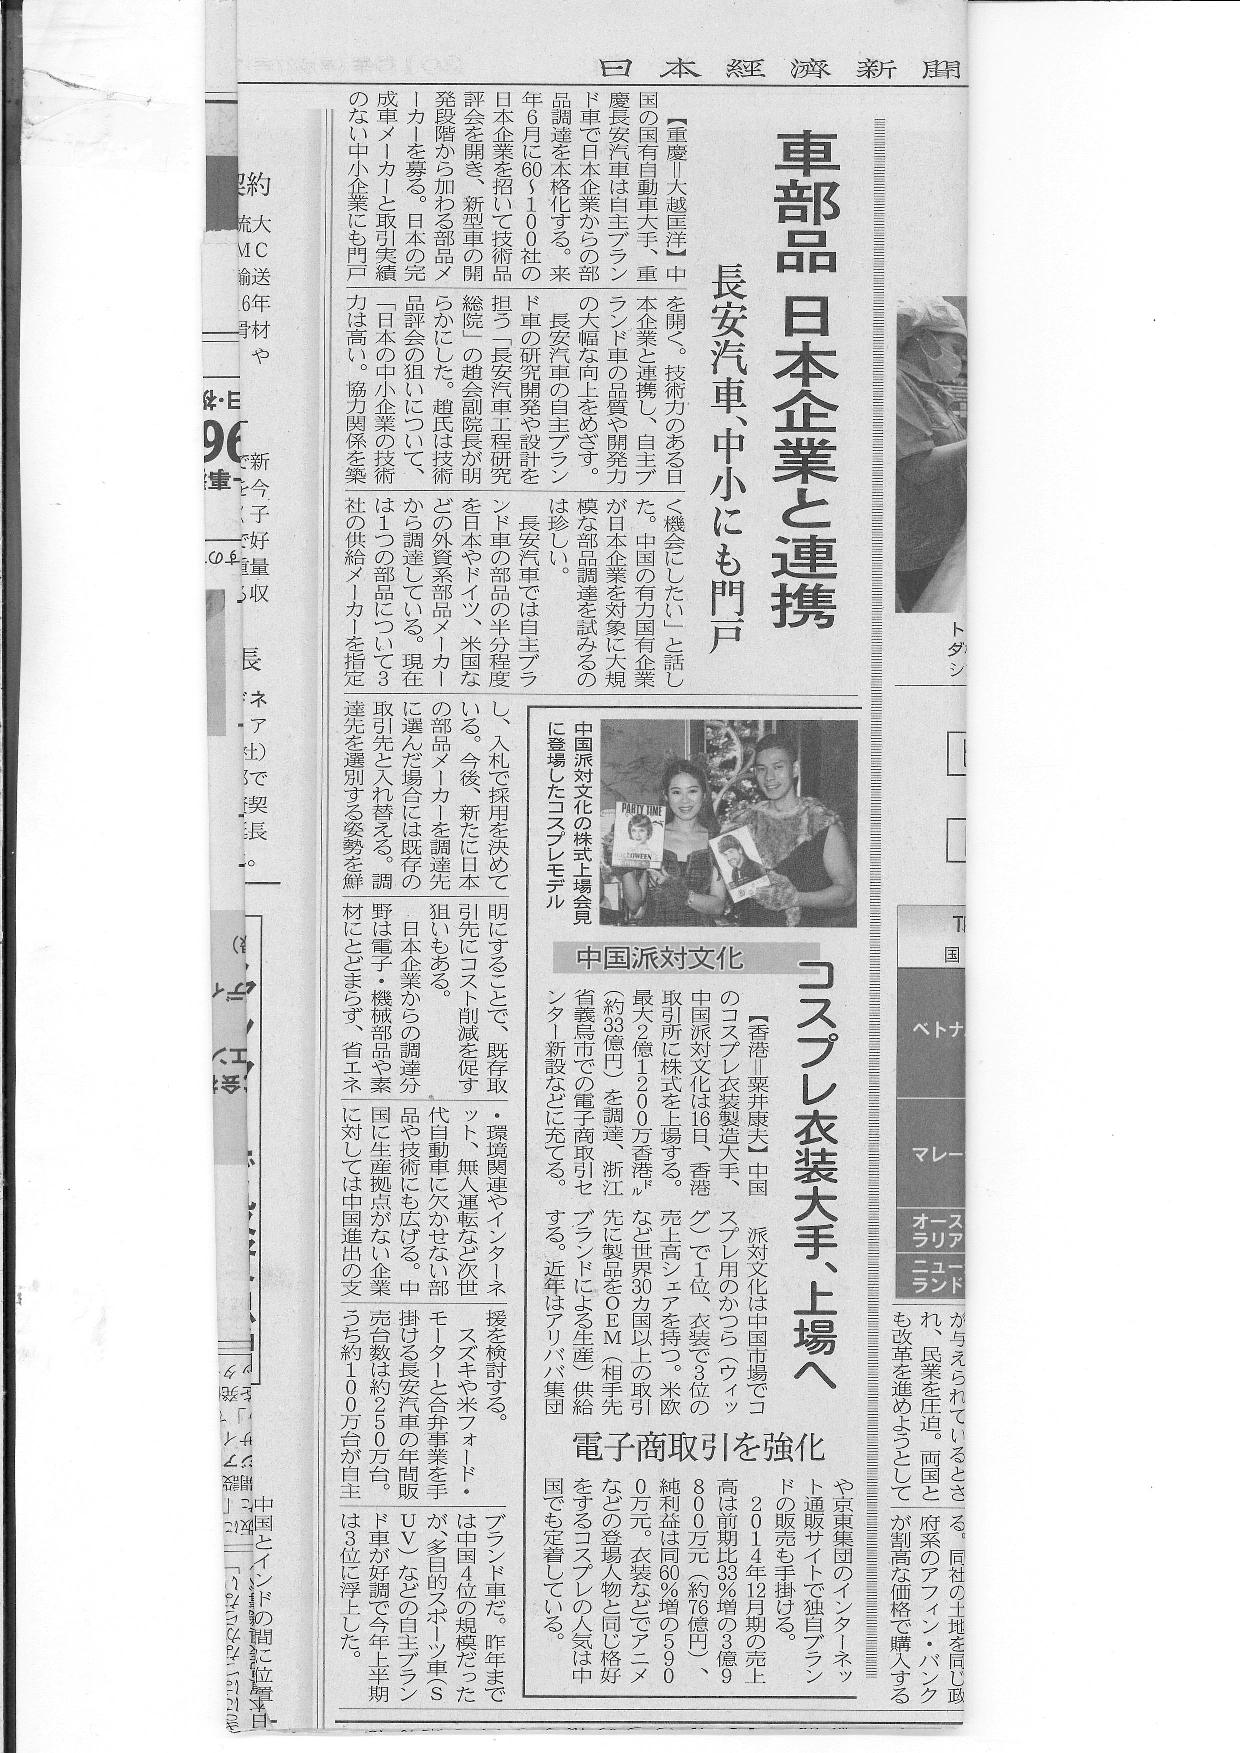 日本経済新聞
車部品 日本企業と連携
長安汽車、中小にも門戸
【重慶＝大越匡洋】中
国の国有自動車大手、重
慶長安汽車は自主ブラン
ド車で日本企業からの部
品調達を本格化する。来
年6月に60〜100社の
日本企業を招いて技術品
評会を開き、新型車の開
発段階から加わる部品メ
ーカーを募る。日本の完
成車メーカーと取引実績
のない中小企業にも門戸
を開く。技術力のある日
本企業と連携し、自主ブ
ランド車の品質や開発力
の大幅な向上をめざす。
長安汽車の自主ブラン
ド車の研究開発や設計を
担う「長安汽車工程研究
総院」の趙会副院長が明
らかにした。趙氏は技術
品評会の狙いについて、
「日本の中小企業の技術
力は高い。協力関係を築
く機会にしたい」と話し
た。中国の有力国有企業
が日本企業を対象に大規
模な部品調達を試みるの
は珍しい。
長安汽車では自主ブラ
ンド車の部品の半分程度
を日本やドイツ、米国な
どの外資系部品メーカー
から調達している。現在
は1つの部品について3
社の供給メーカーを指定
し、入札で採用を決めて
いる。今後、新たに日本
の部品メーカーを調達先
に選んだ場合には既存の
取引先と入れ替える。調
達先を選別する姿勢を鮮
明にすることで、既存取
引先にコスト削減を促す
狙いもある。
日本企業からの調達分
野は電子・機械部品や素
材にとどまらず、省エネ
・環境関連やインターネ
ット、無人運転など次世
代自動車に欠かせない部
品や技術にも広げる。中
国に生産拠点がない企業
に対しては中国進出の支
援を検討する。
スズキや米フォード・
モーターと合弁事業を手
掛ける長安汽車の年間販
売台数は約250万台。
うち約100万台が自主
ブランド車だ。昨年まで
は中国4位の規模だった
が、多目的スポーツ車（S
UV）などの自主ブラン
ド車が好調で今年上半期
は3位に浮上した。
PARTY TIME
HALLOWEEN
中国派対文化の株式上場会見
に登場したコスプレモデル
中国派対文化
コスプレ衣装大手、上場へ
電子商取引を強化
【香港＝粟井康夫】中国
のコスプレ衣装製造大手、
中国派対文化は16日、香港
取引所に株式を上場する。
最大2億1200万香港㌦
（約33億円）を調達、浙江
省義烏市での電子商取引セ
ンター新設などに充てる。
派対文化は中国市場でコ
スプレ用のかつら（ウィッ
グ）で1位、衣装で3位の
売上高シェアを持つ。米欧
など世界30カ国以上の取引
先に製品をOEM（相手先
ブランドによる生産）供給
する。近年はアリババ集団
や京東集団のインターネッ
ト通販サイトで独自ブラン
ドの販売も手掛ける。
2014年12月期の売上
高は前期比33％増の3億9
800万元（約76億円）、
純利益は同60％増の590
0万元。衣装などでアニメ
などの登場人物と同じ格好
をするコスプレの人気は中
国でも定着している。
ベトナ
マレー
オース
ラリア
ニュー
ランド
が与えられているとさ
れ、民業を圧迫。両国と
も改革を進めようとして
る。同社の土地を同じ政
府系のアフィン・バンク
が割高な価格で購入する
中国とインドの間に位置